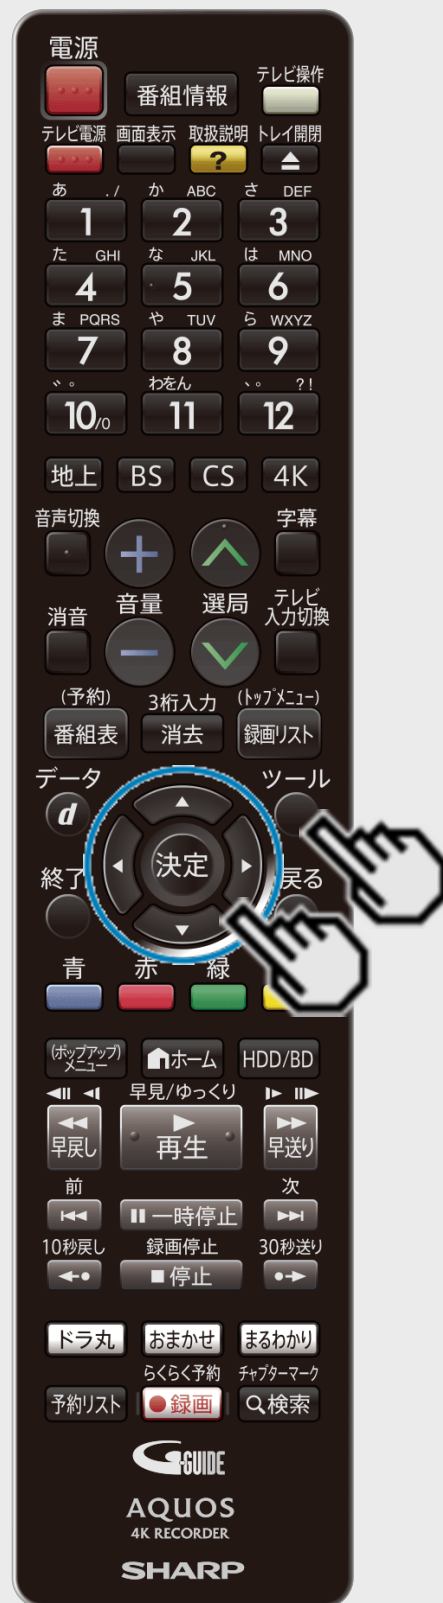 電源
番組情報
テレビ操作
テレビ電源 画面表示 取扱説明 トレイ開閉
?
あ ./ か ABC さ DEF
1 2 3
た GHI な JKL は MNO
4 5 6
ま PQRS や TUV ら WXYZ
7 8 9
゛゜ わをん 、。 ?!
10/0 11 12
地上 BS CS 4K
音声切換 字幕
消音 音量 選局 テレビ
入力切換
(予約) 3桁入力 (トップメニュー)
番組表 消去 録画リスト
データ ツール
d
決定
終了 戻る
青 赤 緑
(ポップアップ)
メニュー ホーム HDD/BD
早見/ゆっくり
早戻し 再生 早送り
前 次
一時停止
10秒戻し 録画停止 30秒送り
停止
ドラ丸 おまかせ まるわかり
らくらく予約 チャプターマーク
予約リスト 録画 検索
G-GUIDE
AQUOS
4K RECORDER
SHARP